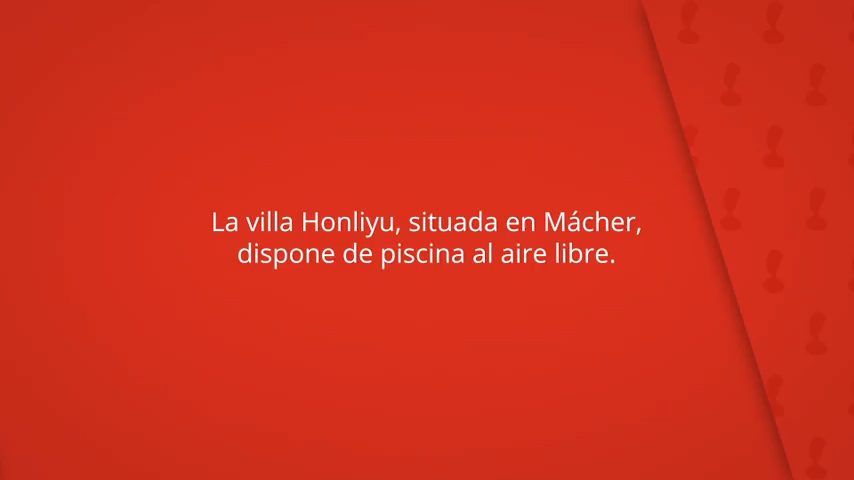 La villa Honliyu, situada en Mácher,
dispone de piscina al aire libre.